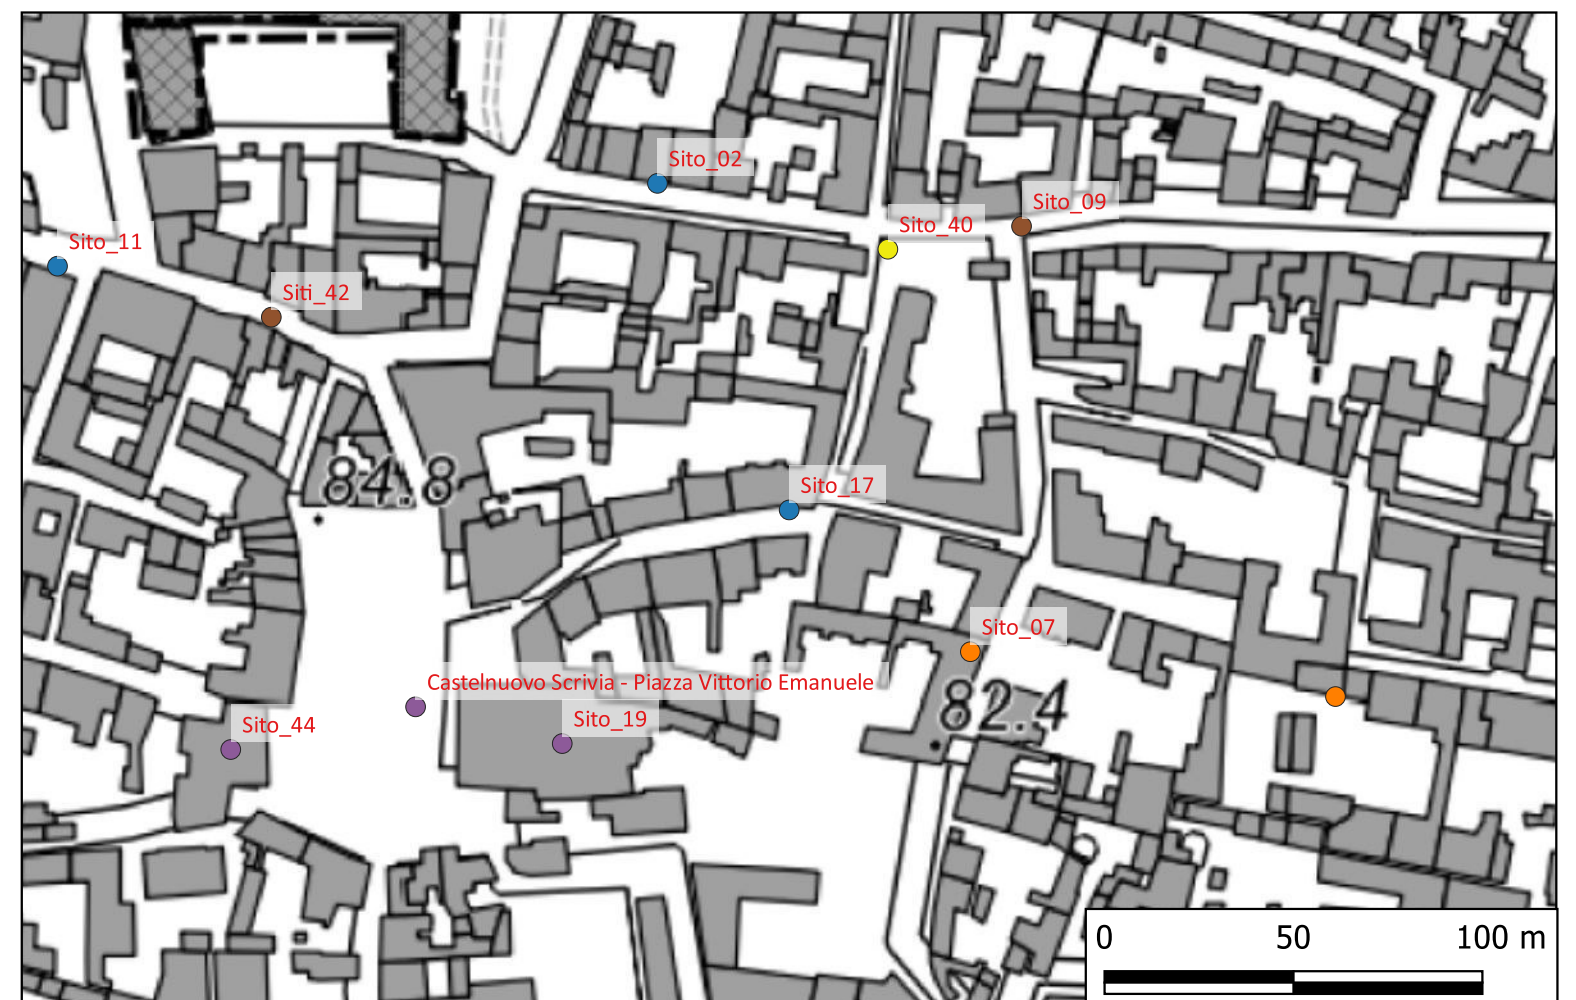 Sito_02
Sito_09
Sito_40
Sito_11
Siti_42
84.8
Sito_17
Sito_07
Castelnuovo Scrivia - Piazza Vittorio Emanuele
82.4
Sito_19
Sito_44
0 50 100 m